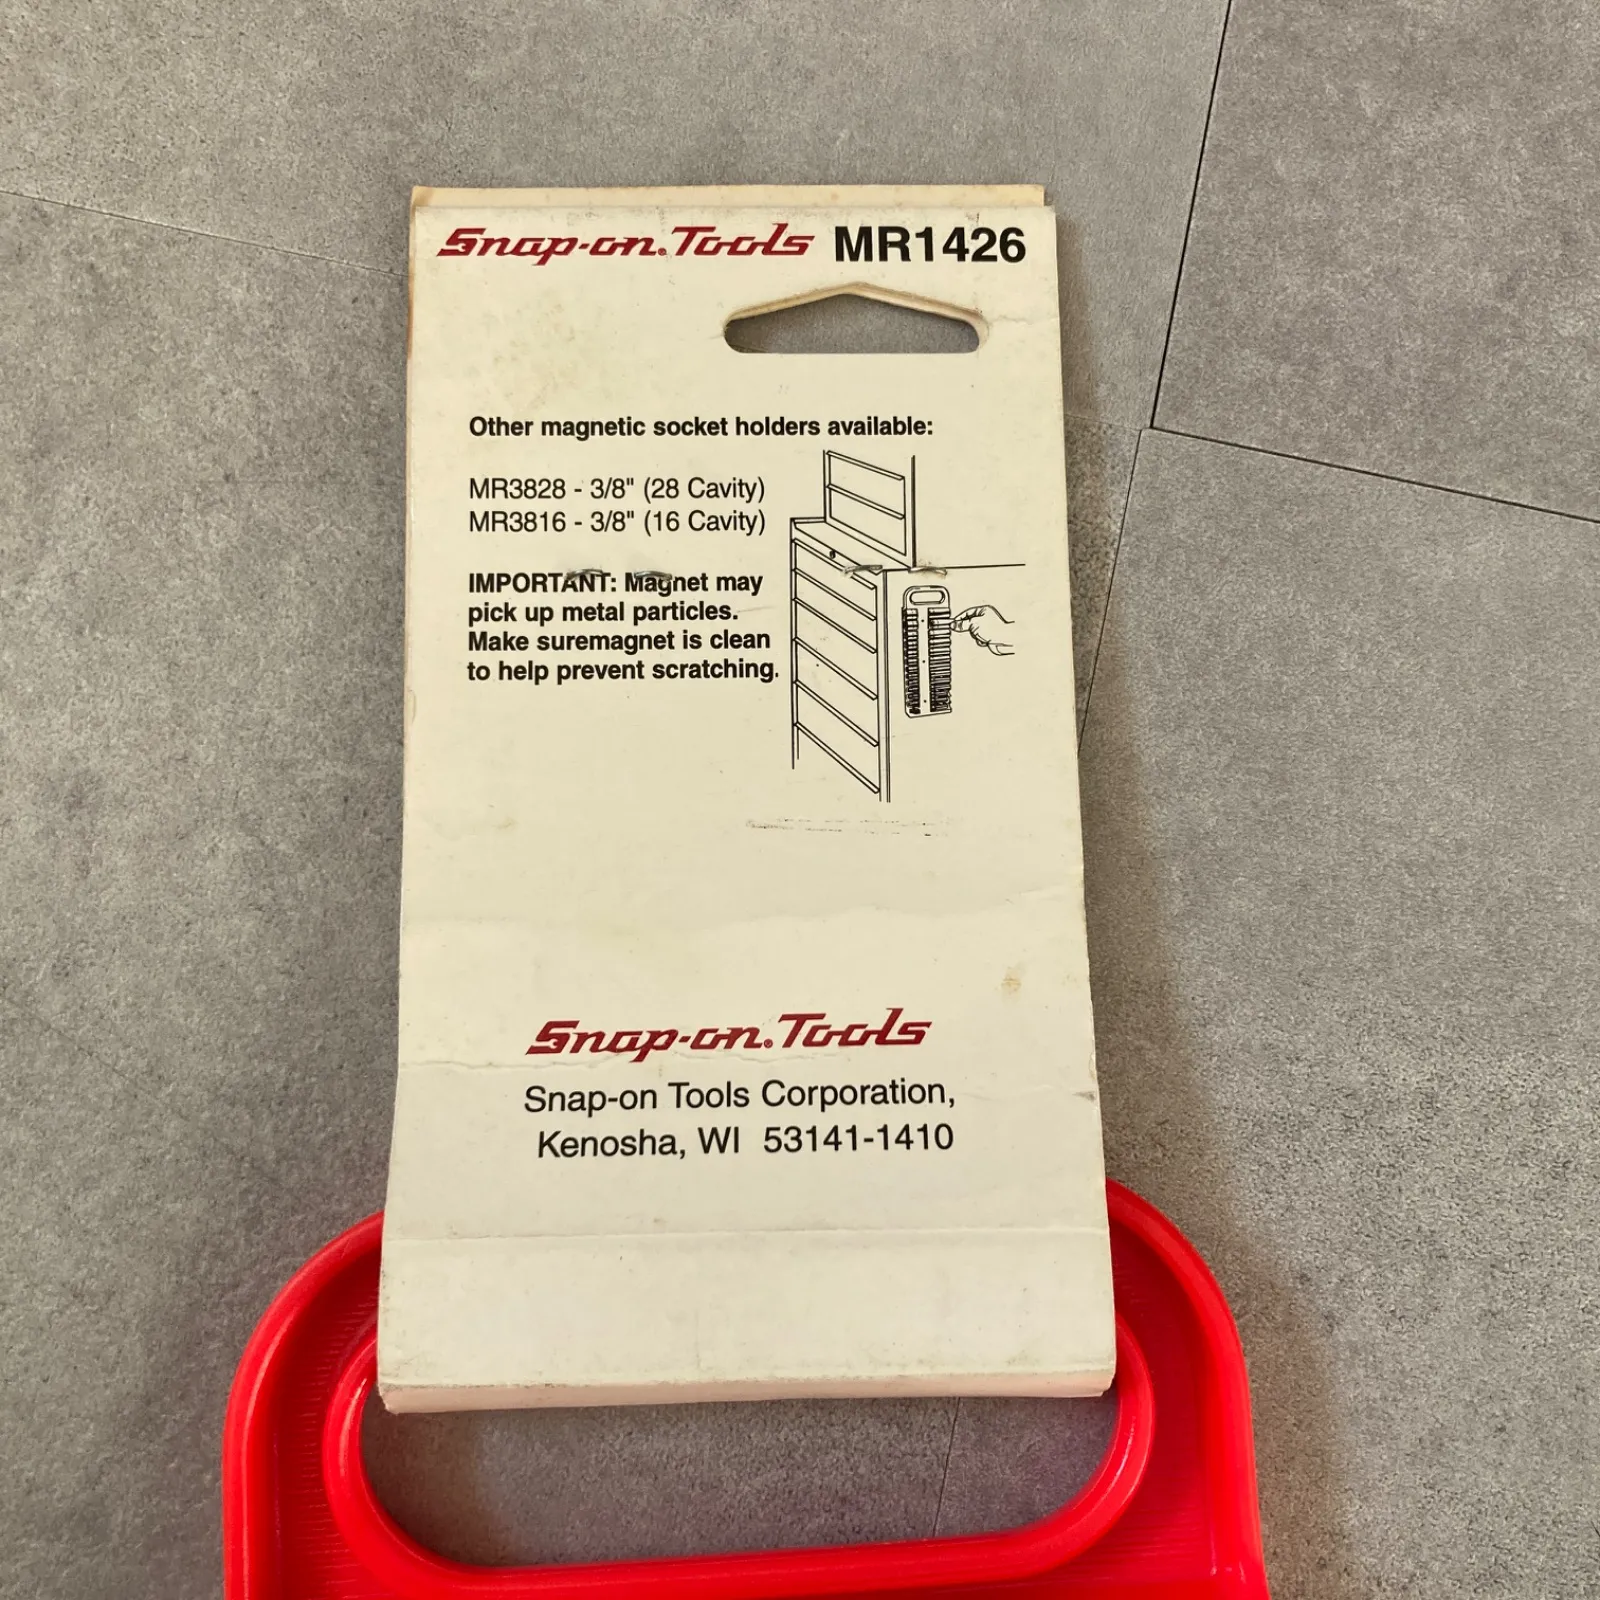 Snap-on® Tools MR1426
Other magnetic socket holders available:
MR3828 - 3/8" (28 Cavity)
MR3816 - 3/8" (16 Cavity)
IMPORTANT: Magnet may
pick up metal particles.
Make suremagnet is clean
to help prevent scratching.
Snap-on® Tools
Snap-on Tools Corporation,
Kenosha, WI 53141-1410